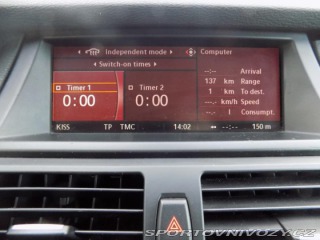 Independent mode
Computer
Switch-on times
Timer 1
0:00
Timer 2
0:00
--:-- Arrival
137 km Range
1 km To dest.
--.-- km/h Speed
--.-- l Consumpt.
KISS TP TMC 14:02 -- --:-- 150 m
SPORTOVNIVOZY.CZ